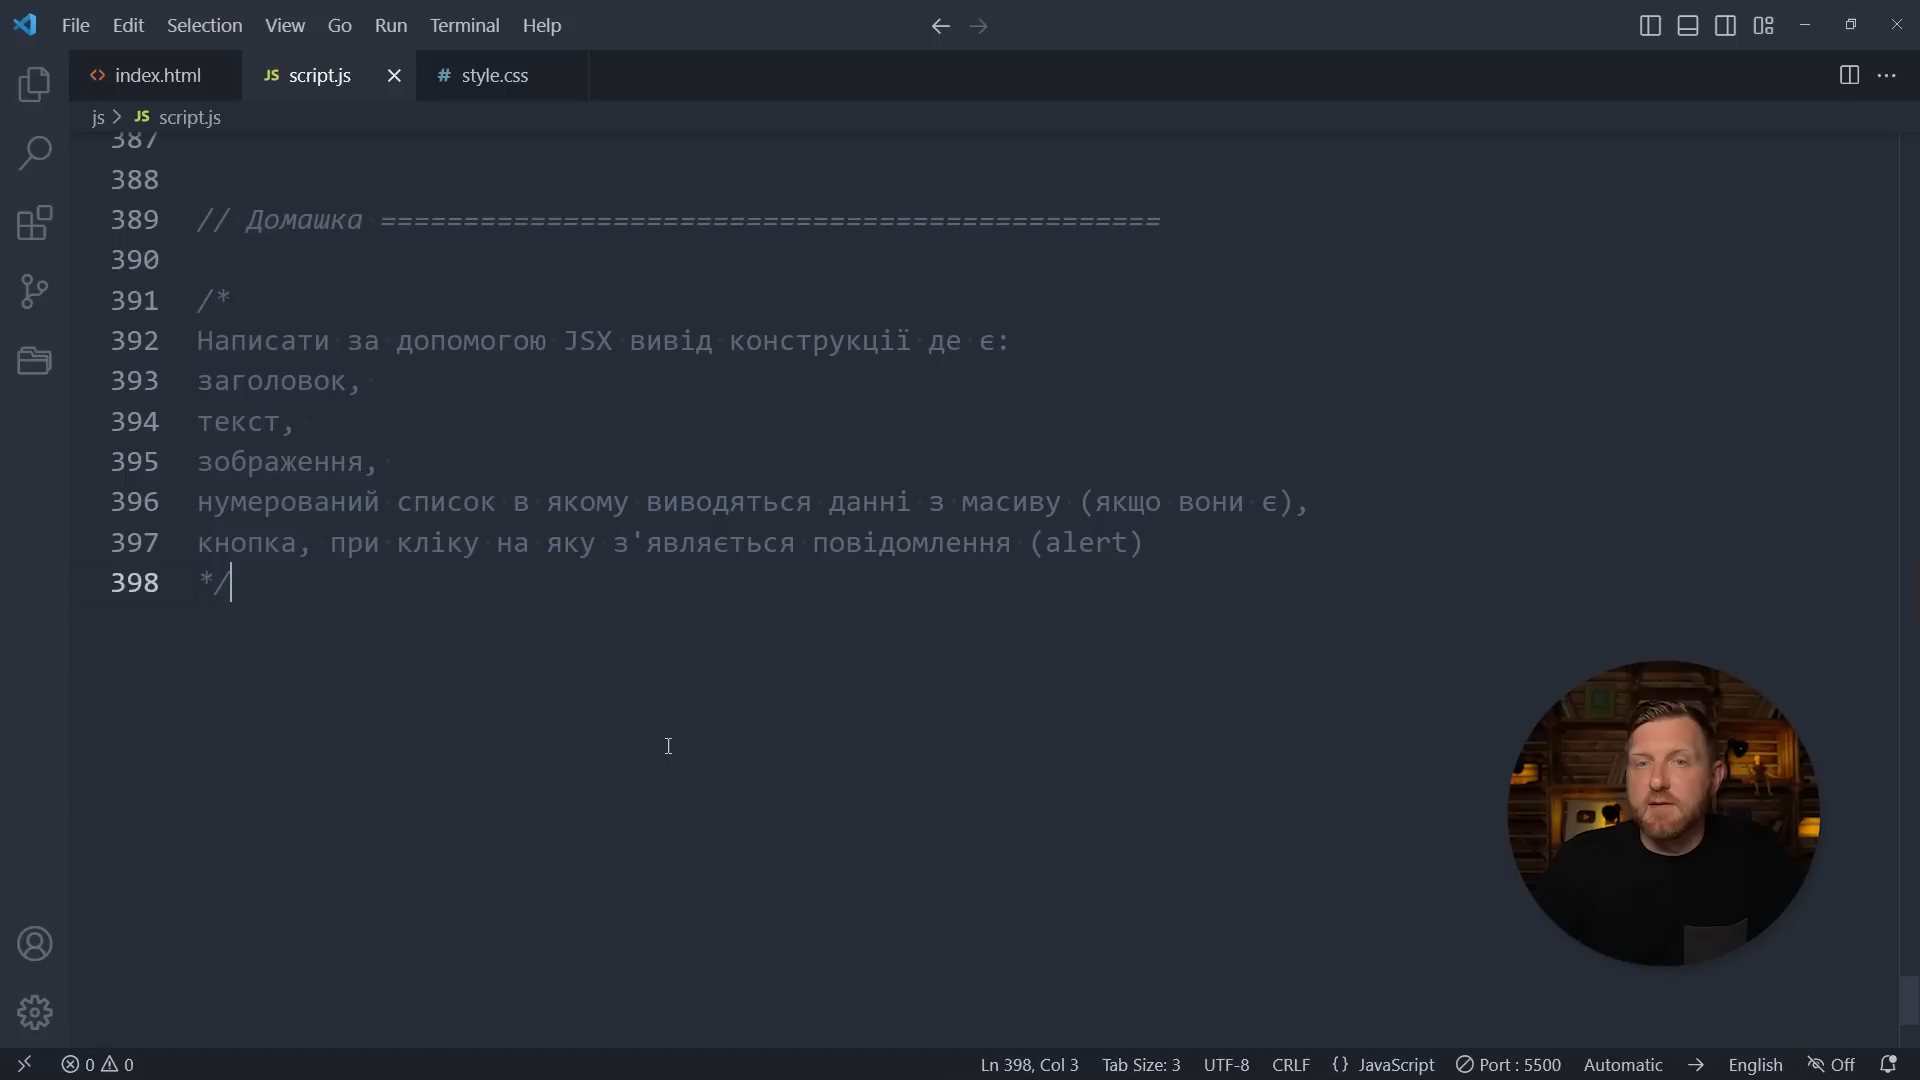 File Edit Selection View Go Run Terminal Help
<> index.html JS script.js # style.css
js > JS script.js
387
388
389 // Домашка ===============================================
390
391 /*
392 Написати за допомогою JSX вивід конструкції де є:
393 заголовок,
394 текст,
395 зображення,
396 нумерований список в якому виводяться данні з масиву (якщо вони є),
397 кнопка, при кліку на яку з'являється повідомлення (alert)
398 */
0 0 Ln 398, Col 3 Tab Size: 3 UTF-8 CRLF {} JavaScript Port : 5500 Automatic English Off